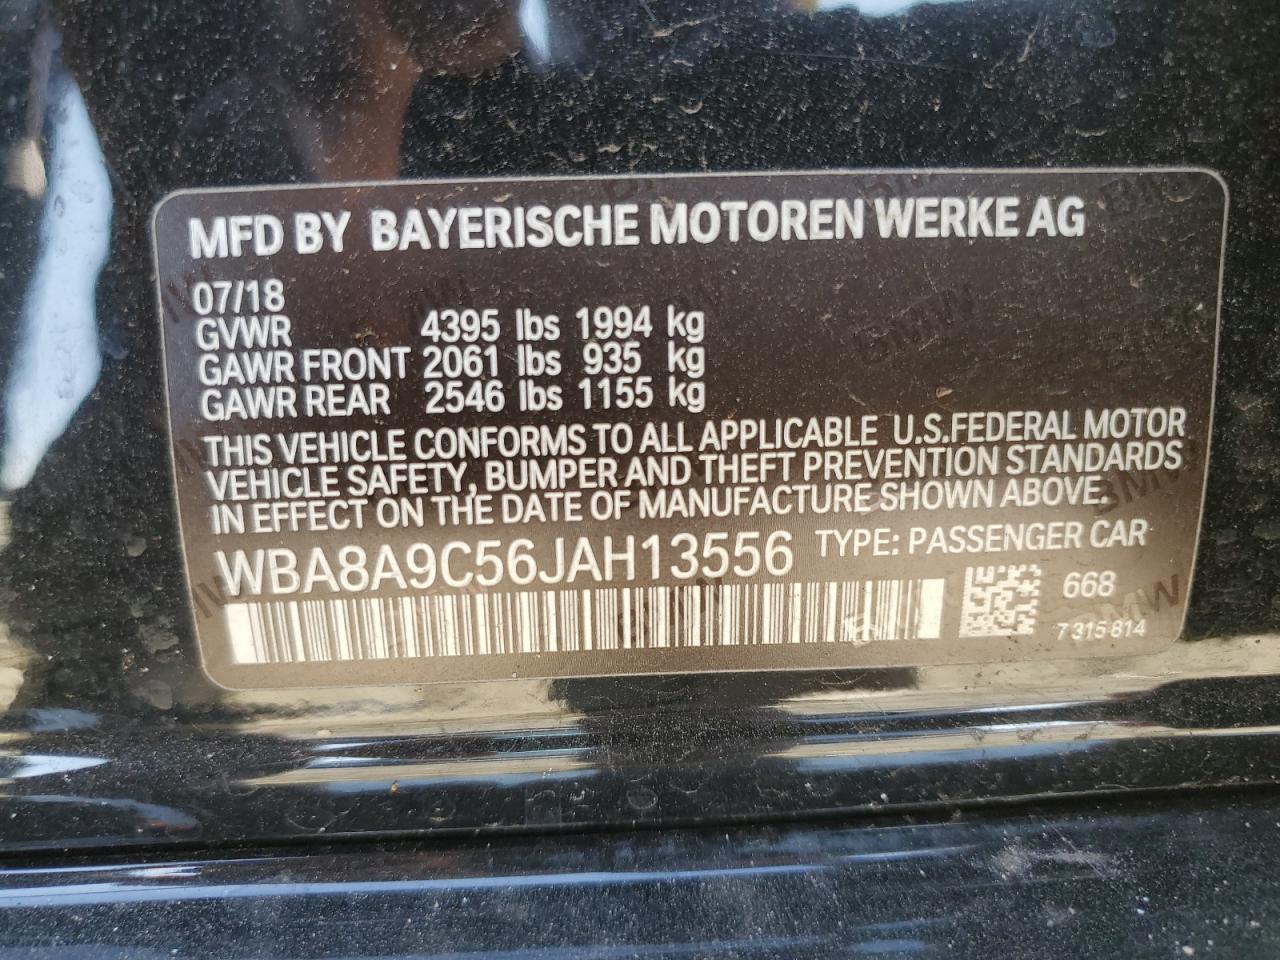 MFD BY BAYERISCHE MOTOREN WERKE AG
07/18
GVWR 4395 lbs 1994 kg
GAWR FRONT 2061 lbs 935 kg
GAWR REAR 2546 lbs 1155 kg
THIS VEHICLE CONFORMS TO ALL APPLICABLE U.S.FEDERAL MOTOR
VEHICLE SAFETY, BUMPER AND THEFT PREVENTION STANDARDS
IN EFFECT ON THE DATE OF MANUFACTURE SHOWN ABOVE.
WBA8A9C56JAH13556 TYPE: PASSENGER CAR
668
7 315 814